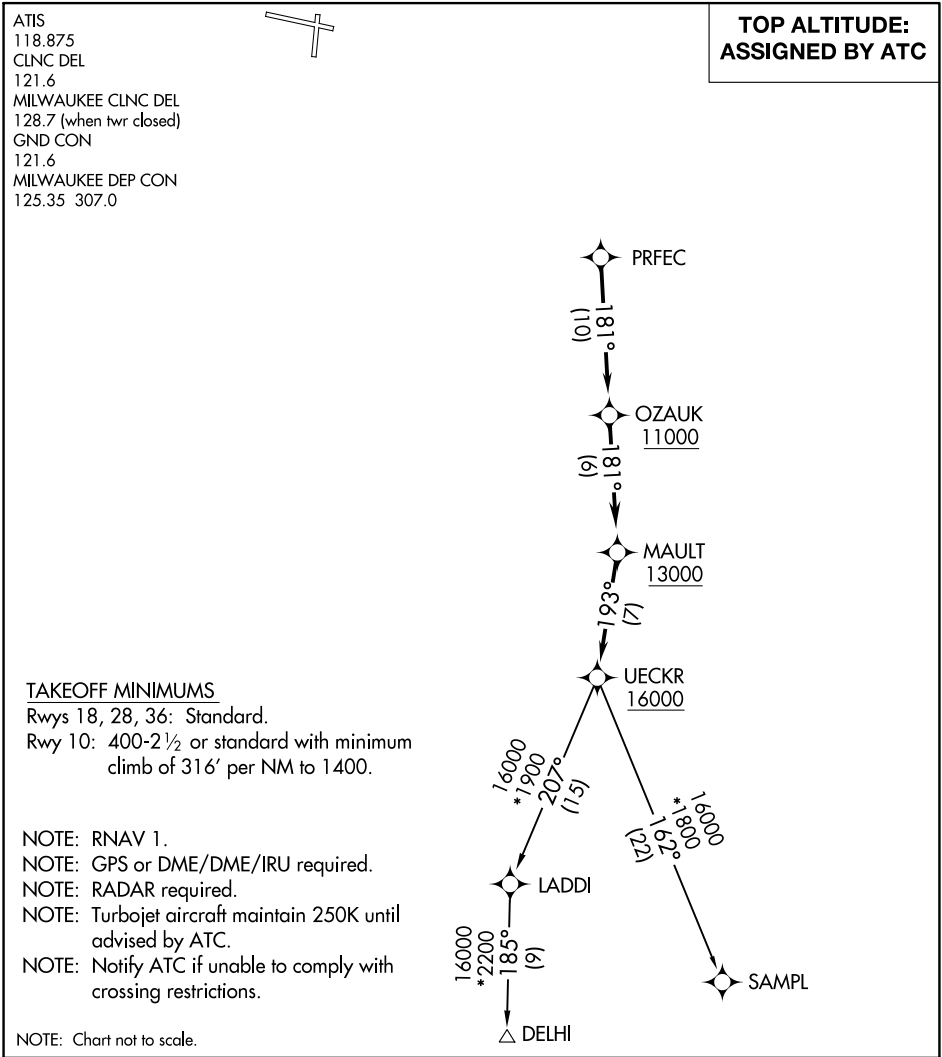 ATIS
118.875
CLNC DEL
121.6
MILWAUKEE CLNC DEL
128.7 (when twr closed)
GND CON
121.6
MILWAUKEE DEP CON
125.35 307.0
TOP ALTITUDE:
ASSIGNED BY ATC
PRFEC
181°
(10)
OZAUK
11000
181°
(9)
MAULT
13000
193°
(7)
UECKR
16000
16000
*1900
207°
(15)
16000
*1800
162°
(22)
LADDI
16000
*2200
185°
(9)
SAMPL
DELHI
TAKEOFF MINIMUMS
Rwys 18, 28, 36: Standard.
Rwy 10: 400-2½ or standard with minimum
climb of 316' per NM to 1400.
NOTE: RNAV 1.
NOTE: GPS or DME/DME/IRU required.
NOTE: RADAR required.
NOTE: Turbojet aircraft maintain 250K until
advised by ATC.
NOTE: Notify ATC if unable to comply with
crossing restrictions.
NOTE: Chart not to scale.